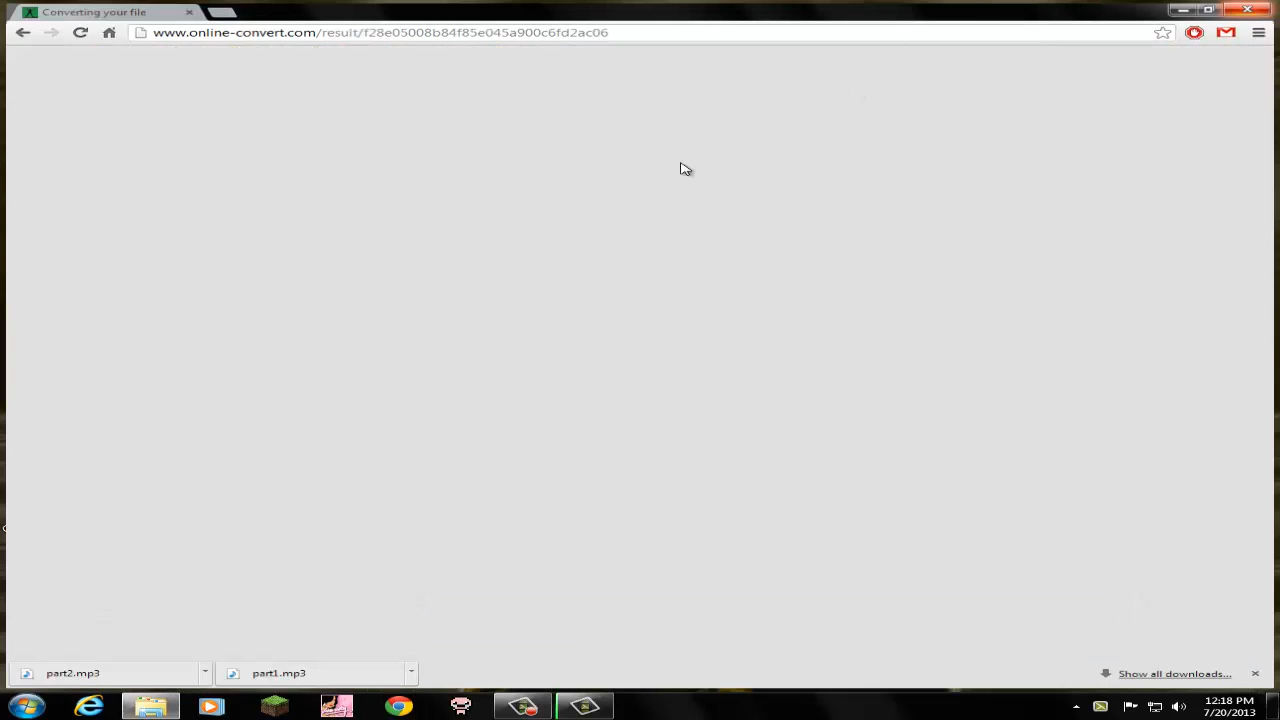 Converting your file
www.online-convert.com/result/f28e05008b84f85e045a900c6fd2ac06
part2.mp3
part1.mp3
Show all downloads...
12:18 PM
7/20/2013